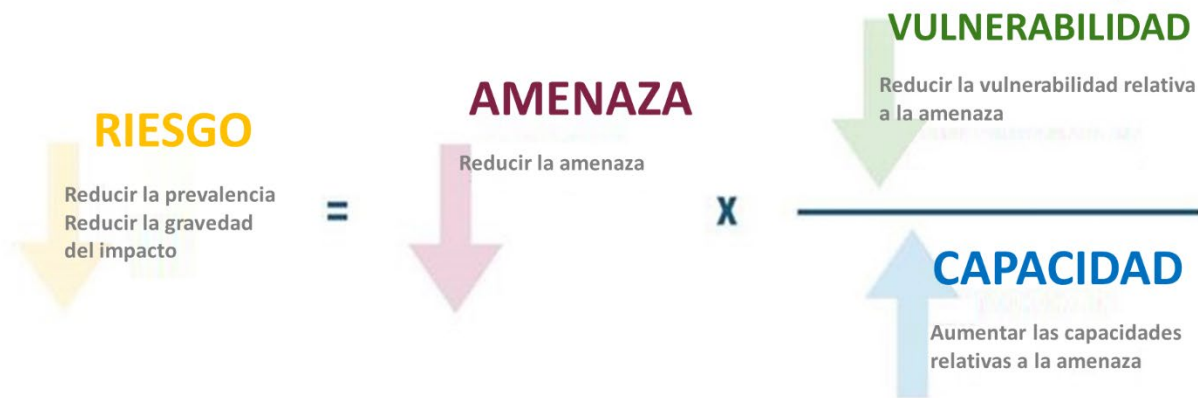 RIESGO
Reducir la prevalencia
Reducir la gravedad
del impacto
=
AMENAZA
Reducir la amenaza
X
VULNERABILIDAD
Reducir la vulnerabilidad relativa
a la amenaza
CAPACIDAD
Aumentar las capacidades
relativas a la amenaza